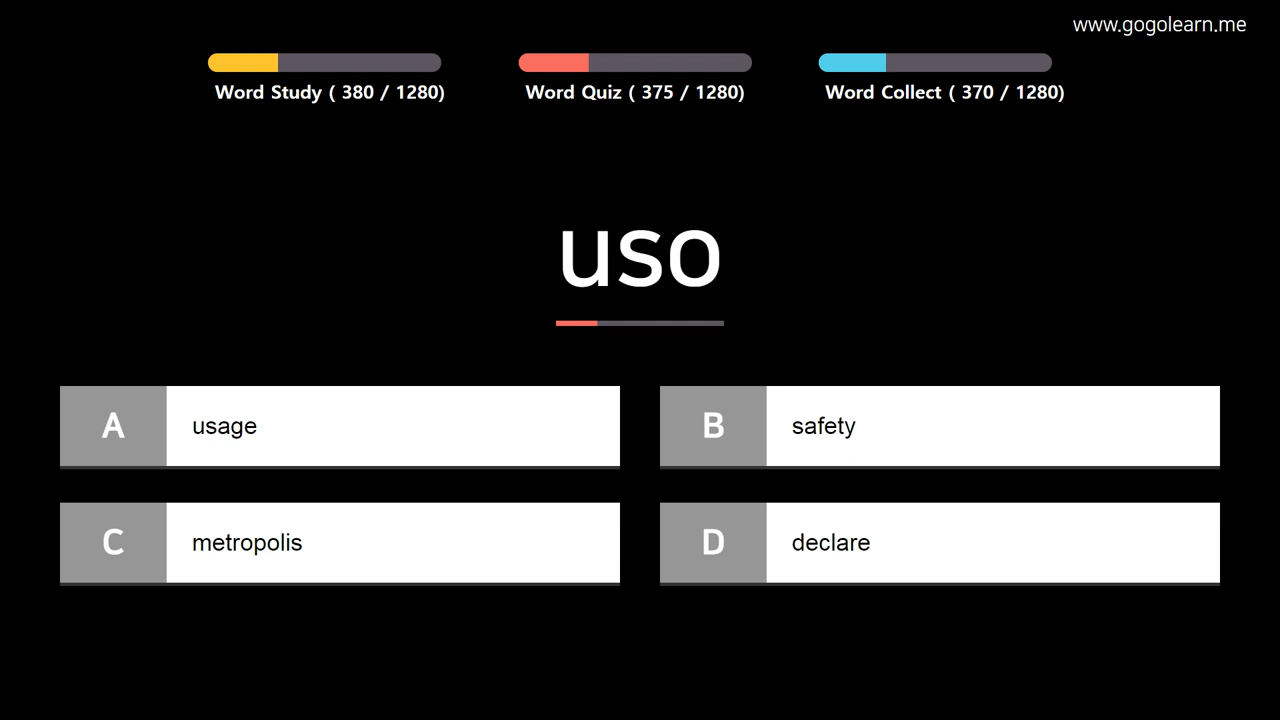 www.gogolearn.me
Word Study ( 380 / 1280)
Word Quiz ( 375 / 1280)
Word Collect ( 370 / 1280)
uso
A usage
B safety
C metropolis
D declare